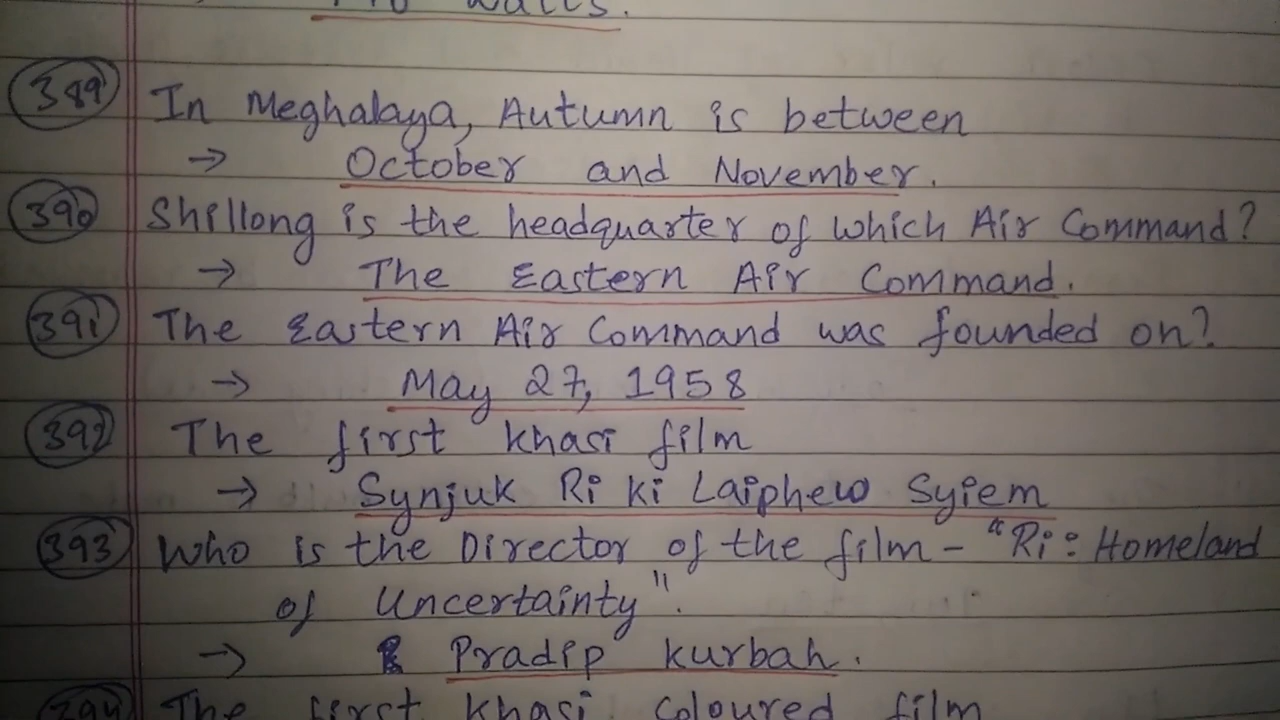 watts.
389 In Meghalaya, Autumn is between
→ October and November.
390 Shillong is the headquarter of which Air Command?
→ The Eastern Air Command.
391 The Eastern Air Command was founded on?
→ May 27, 1958
392 The first khasi film
→ Synjuk Ri ki Laiphew Syiem
393 Who is the Director of the film - "Ri: Homeland
of Uncertainty".
→ Pradip kurbah.
394 The first khasi coloured film